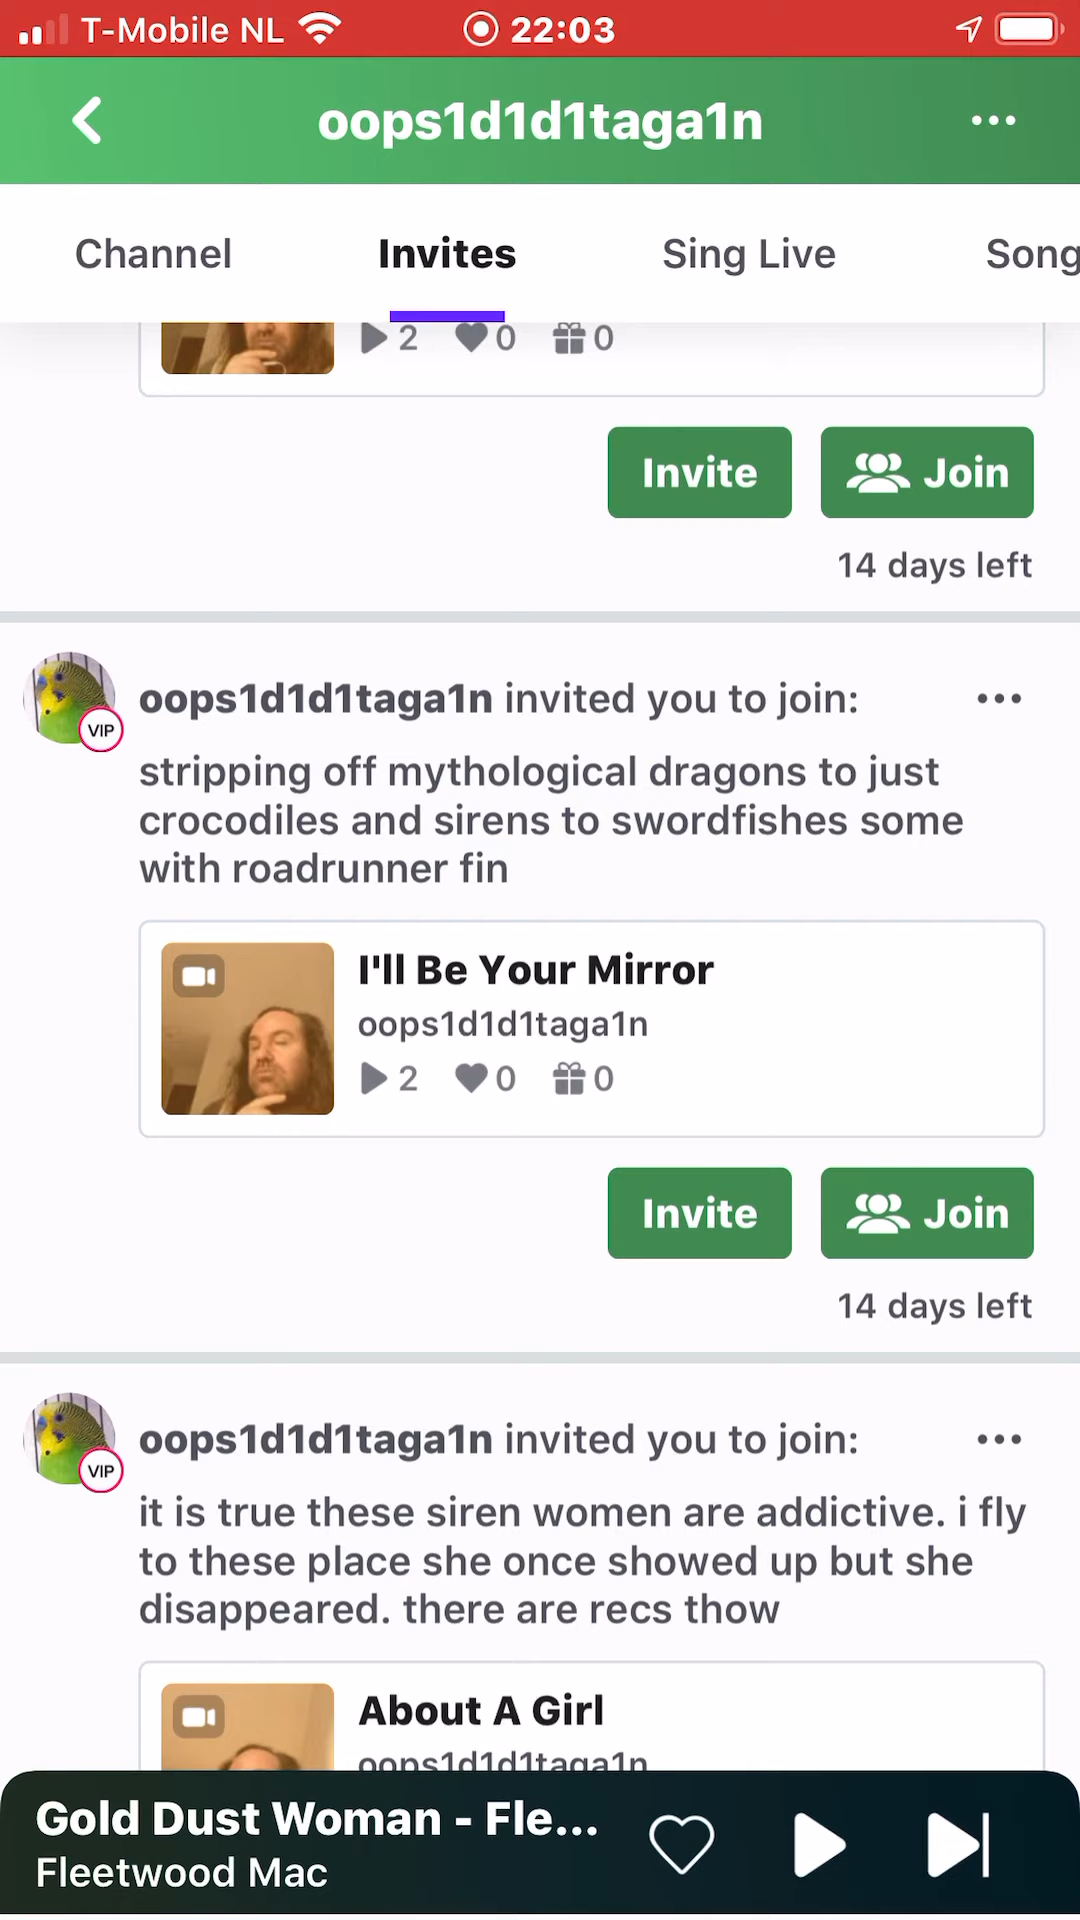 T-Mobile NL 22:03
oops1d1d1taga1n
Channel Invites Sing Live Song
2 0 0
Invite Join
14 days left
oops1d1d1taga1n invited you to join:
VIP
stripping off mythological dragons to just
crocodiles and sirens to swordfishes some
with roadrunner fin
I'll Be Your Mirror
oops1d1d1taga1n
2 0 0
Invite Join
14 days left
oops1d1d1taga1n invited you to join:
VIP
it is true these siren women are addictive. i fly
to these place she once showed up but she
disappeared. there are recs thow
About A Girl
oops1d1d1taga1n
Gold Dust Woman - Fle...
Fleetwood Mac